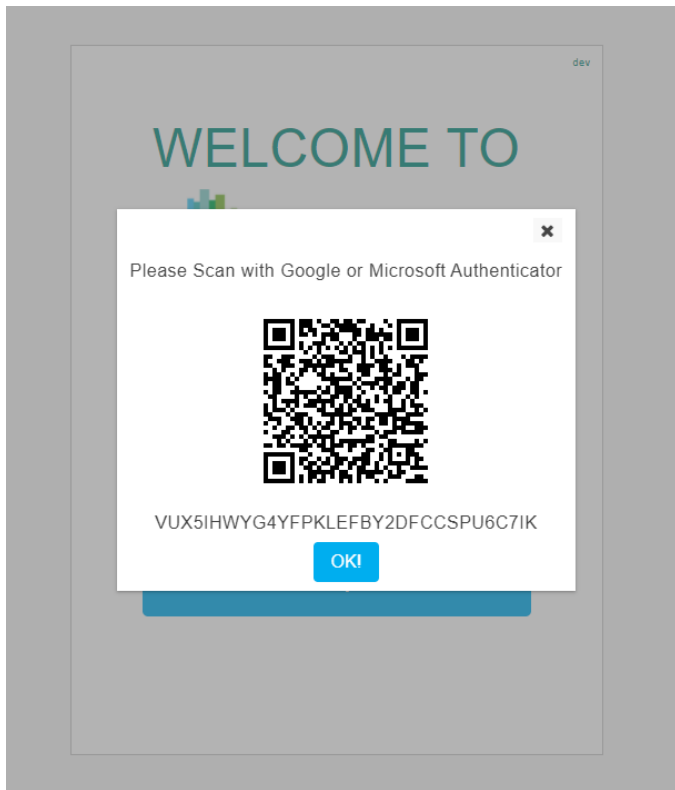 dev
WELCOME TO
Please Scan with Google or Microsoft Authenticator
VUX5IHWYG4YFPKLEFBY2DFCCSPU6C7IK
OK!